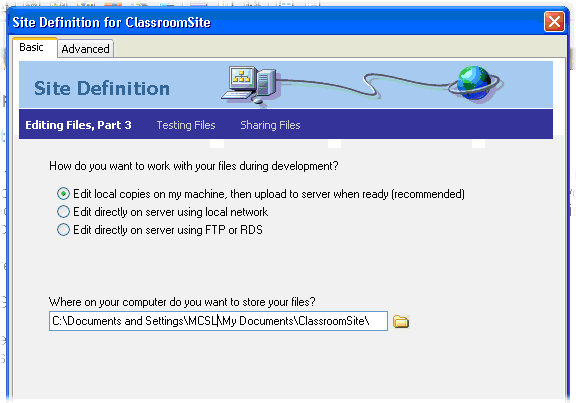 Site Definition for ClassroomSite
Basic Advanced
Site Definition
Editing Files, Part 3 Testing Files Sharing Files
How do you want to work with your files during development?
Edit local copies on my machine, then upload to server when ready (recommended)
Edit directly on server using local network
Edit directly on server using FTP or RDS
Where on your computer do you want to store your files?
C:\Documents and Settings\MCSL\My Documents\ClassroomSite\